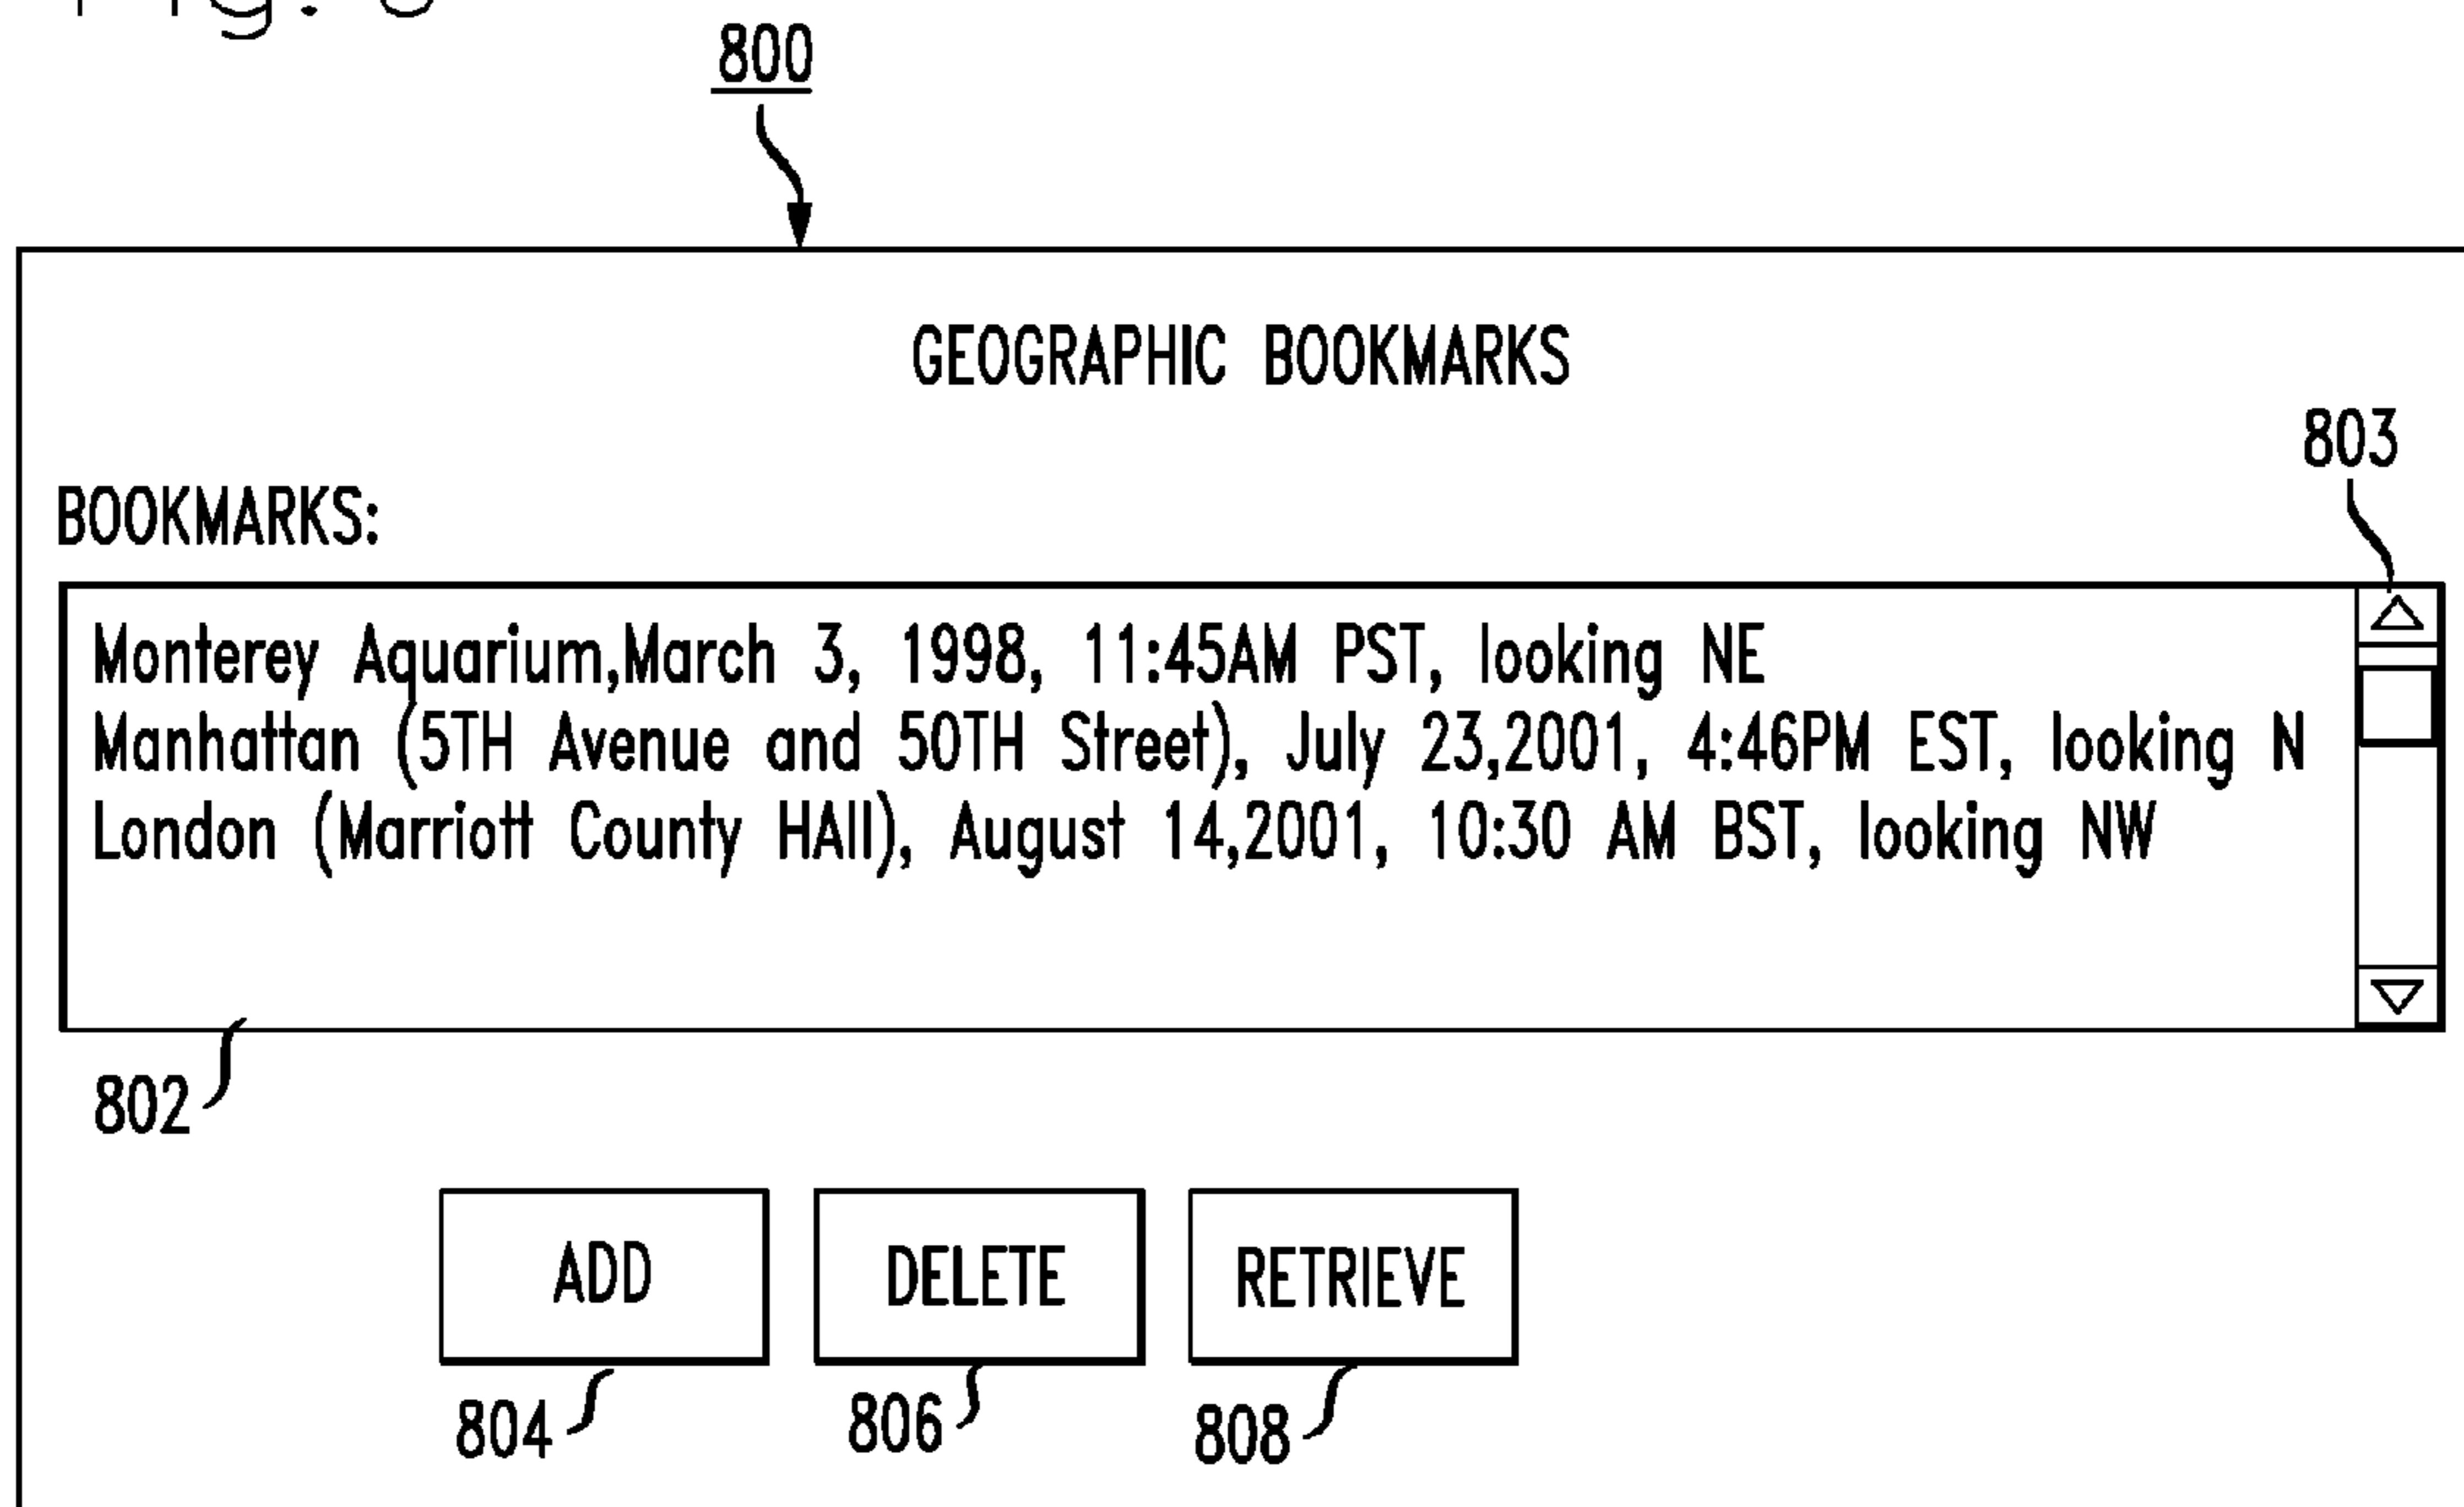 800
GEOGRAPHIC BOOKMARKS
803
BOOKMARKS:
Monterey Aquarium,March 3, 1998, 11:45AM PST, looking NE
Manhattan (5TH Avenue and 50TH Street), July 23,2001, 4:46PM EST, looking N
London (Marriott County HAll), August 14,2001, 10:30 AM BST, looking NW
802
ADD DELETE RETRIEVE
804 806 808